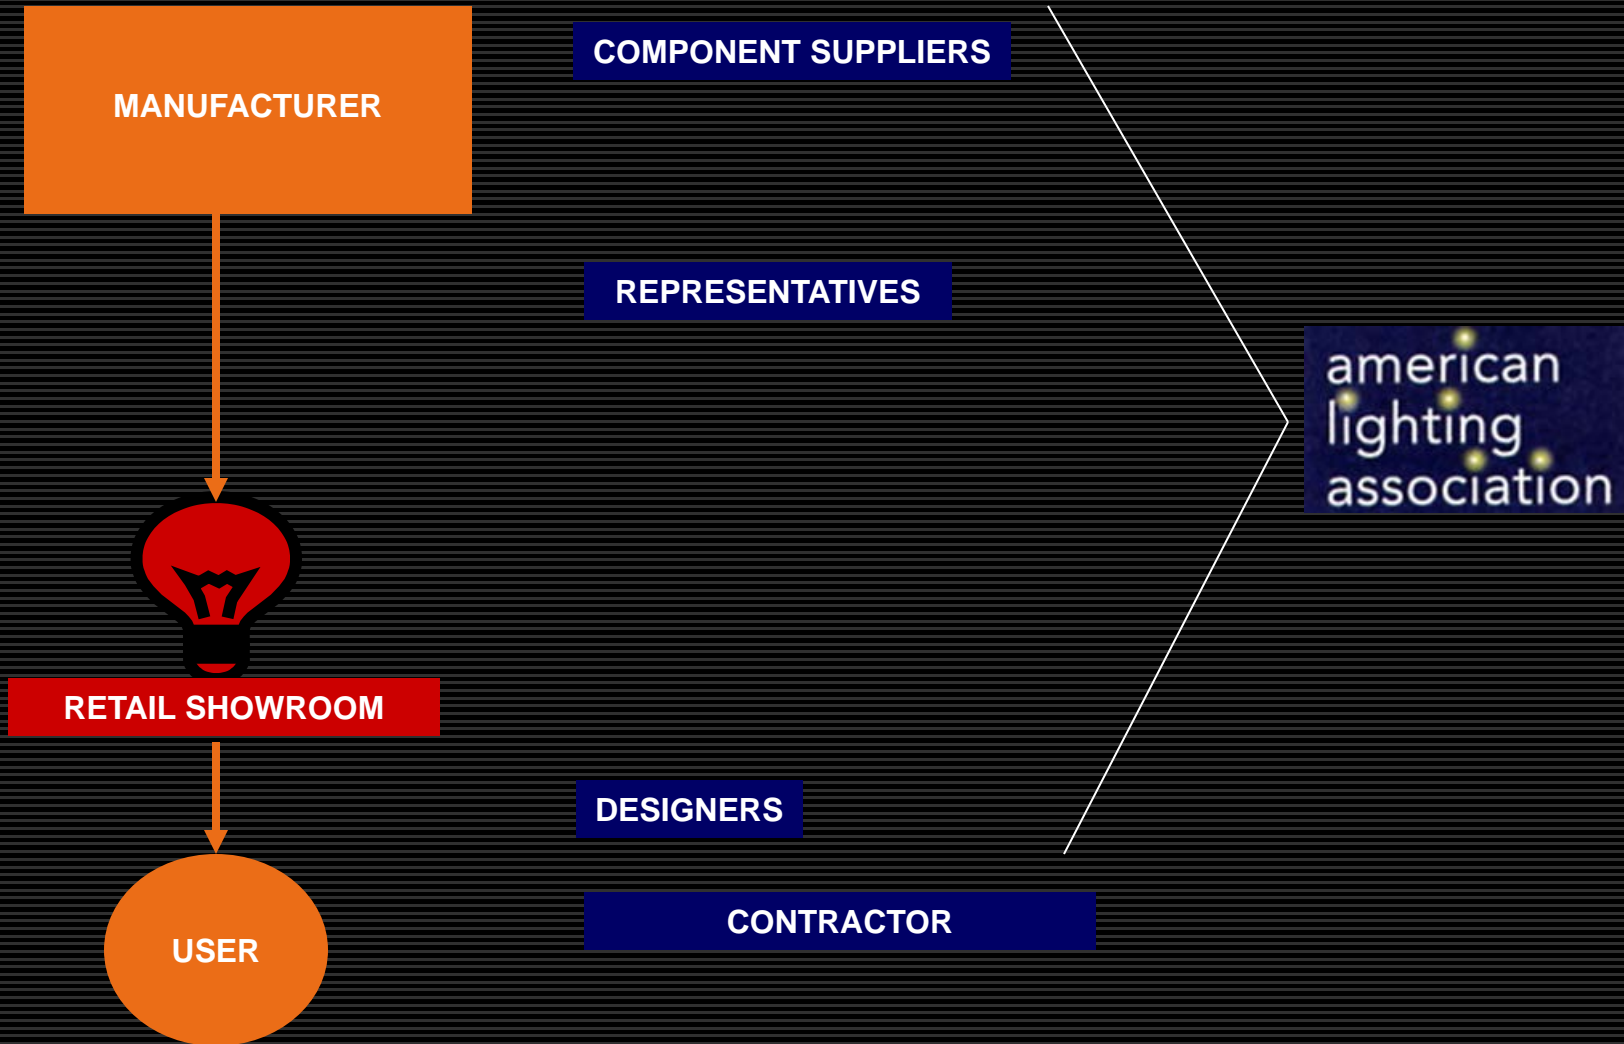 COMPONENT SUPPLIERS
MANUFACTURER
REPRESENTATIVES
american
lighting
association
RETAIL SHOWROOM
DESIGNERS
CONTRACTOR
USER